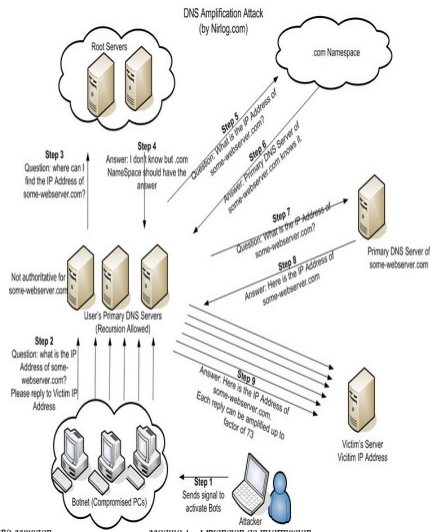 DNS Amplification Attack
(by Nirlog.com)
Root Servers
.com Namespace
Step 3
Question: where can I
find the IP Address of
some-webserver.com?
Step 4
Answer: I don't know but .com
NameSpace should have the
answer
Step 5
Question: What is the IP Address of
some-webserver.com?
Step 6
Answer: Primary DNS Server of
some-webserver.com knows it.
Step 7
Question: What is the IP Address of
some-webserver.com?
Step 8
Answer: Here is the IP Address of
some-webserver.com
Primary DNS Server of
some-webserver.com
Not authoritative for
some-webserver.com
User's Primary DNS Servers
(Recursion Allowed)
Step 2
Question: what is the IP
Address of some-
webserver.com?
Please reply to Victim IP
Address
Step 9
Answer: Here is the IP Address of
some-webserver.com.
Each reply can be amplified up to
factor of 73
Victim's Server
Vicitim IP Address
Botnet (Compromised PCs)
Step 1
Sends signal to
activate Bots
Attacker